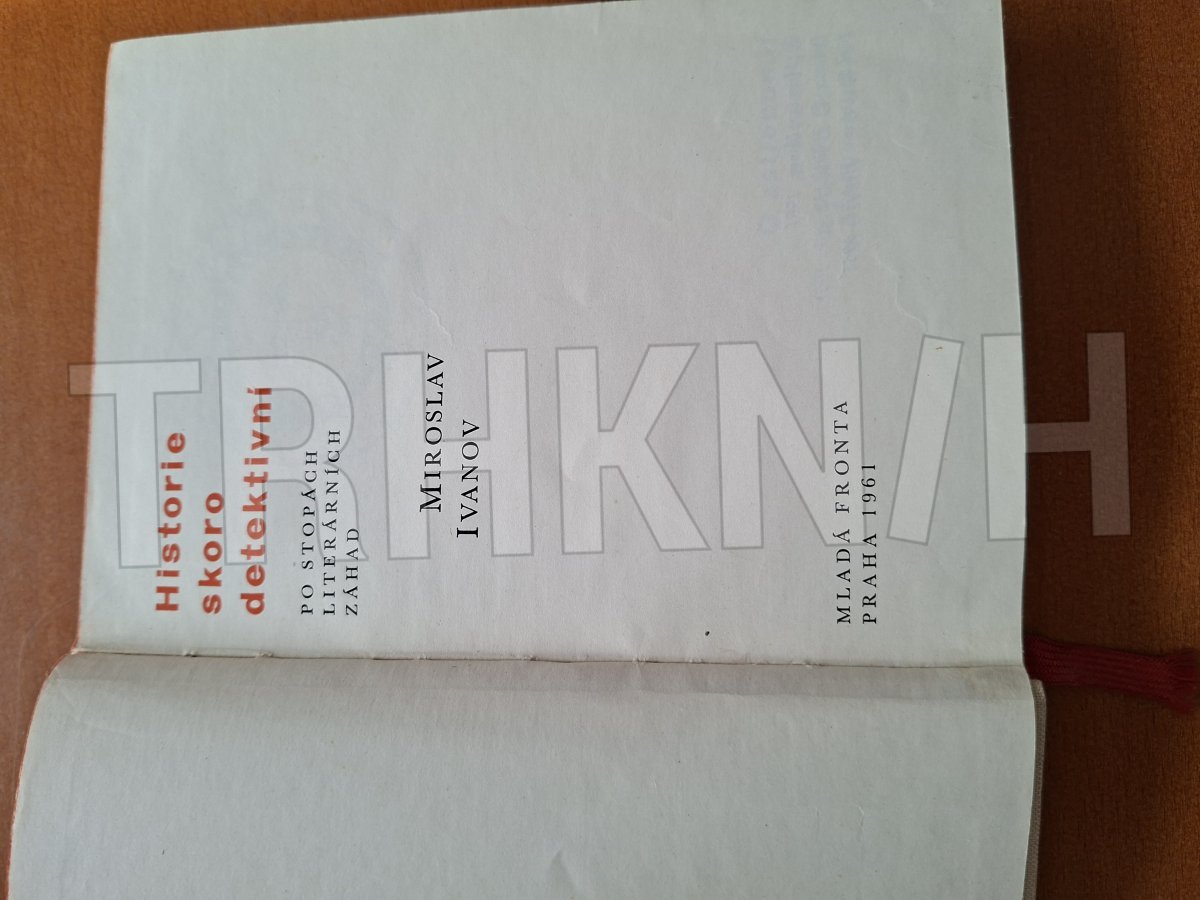 Historie
skoro
detektivní
PO STOPÁCH
LITERÁRNÍCH
ZÁHAD
MIROSLAV
IVANOV
MLADÁ FRONTA
PRAHA 1961
TRHKNIH